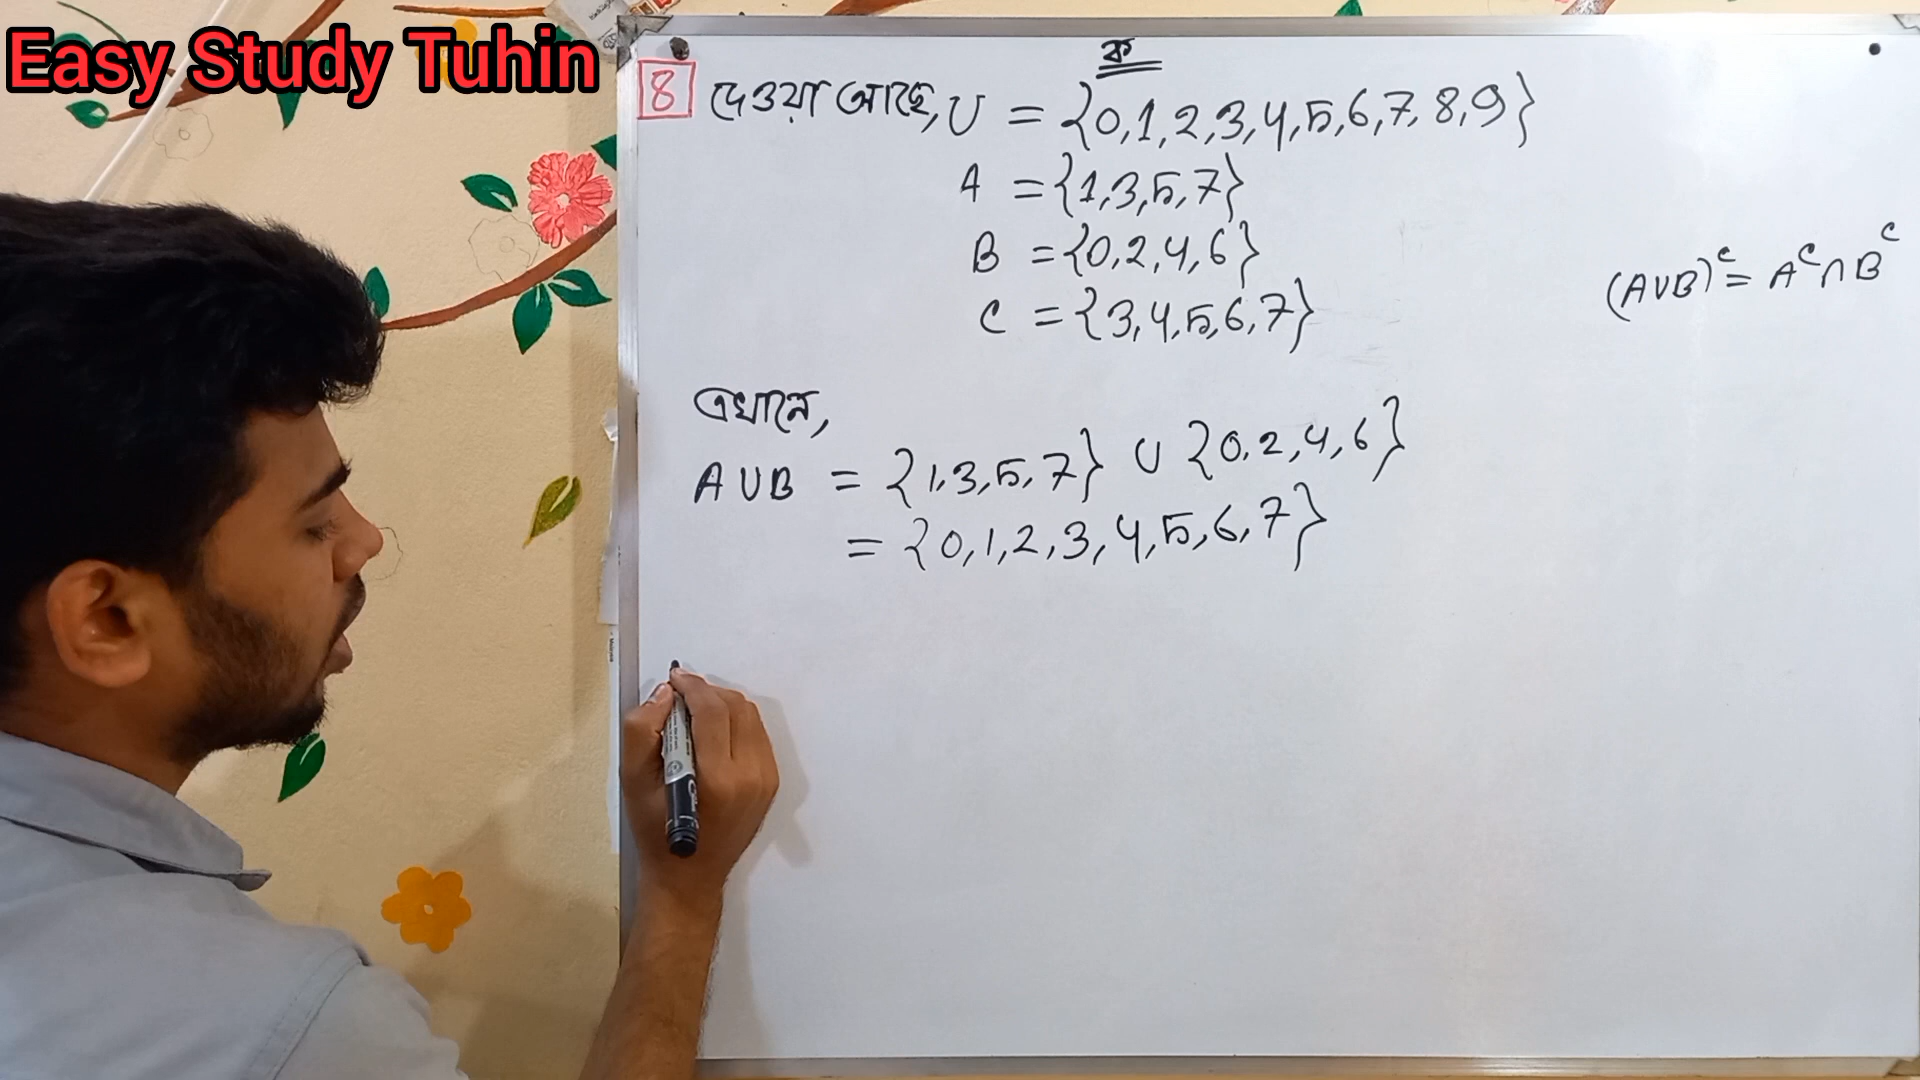 Easy Study Tuhin
ক
8 দেওয়া আছে, U = {0,1,2,3,4,5,6,7,8,9}
A = {1,3,5,7}
B = {0,2,4,6}
C = {3,4,5,6,7}
(A∪B)ᶜ = Aᶜ∩Bᶜ
এখানে,
A∪B = {1,3,5,7} ∪ {0,2,4,6}
= {0,1,2,3,4,5,6,7}